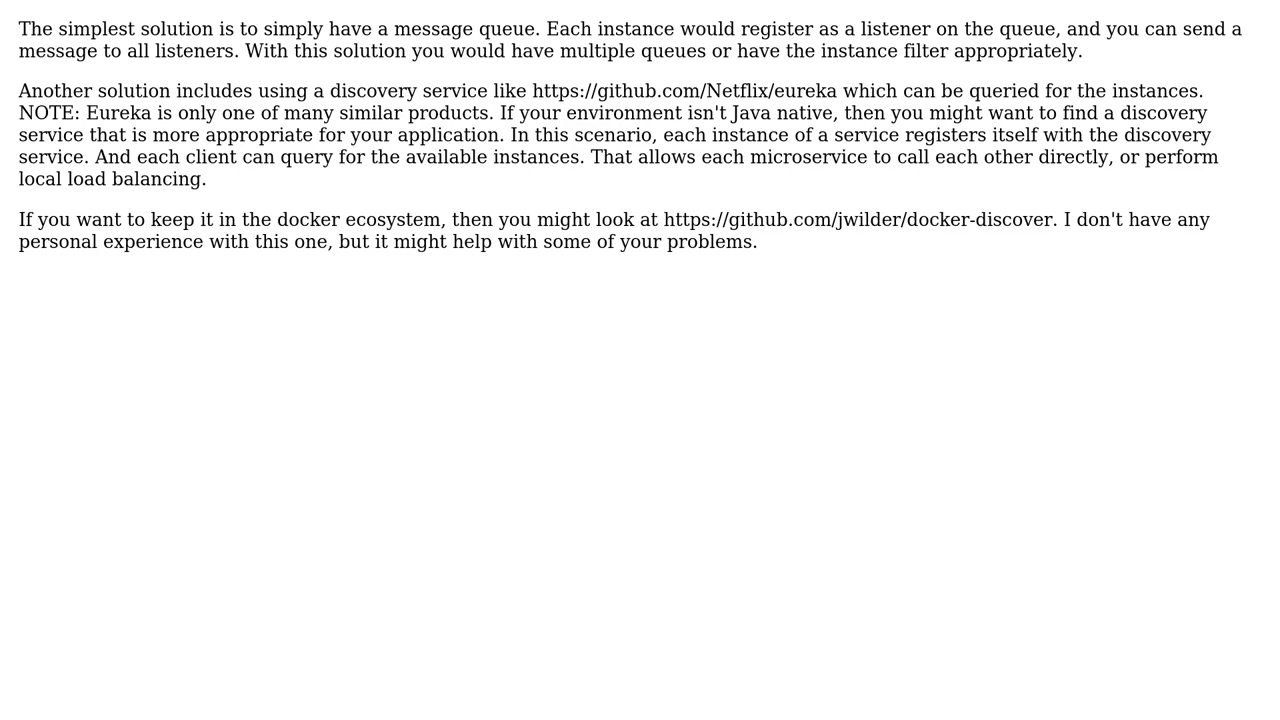 The simplest solution is to simply have a message queue. Each instance would register as a listener on the queue, and you can send a
message to all listeners. With this solution you would have multiple queues or have the instance filter appropriately.
Another solution includes using a discovery service like https://github.com/Netflix/eureka which can be queried for the instances.
NOTE: Eureka is only one of many similar products. If your environment isn't Java native, then you might want to find a discovery
service that is more appropriate for your application. In this scenario, each instance of a service registers itself with the discovery
service. And each client can query for the available instances. That allows each microservice to call each other directly, or perform
local load balancing.
If you want to keep it in the docker ecosystem, then you might look at https://github.com/jwilder/docker-discover. I don't have any
personal experience with this one, but it might help with some of your problems.